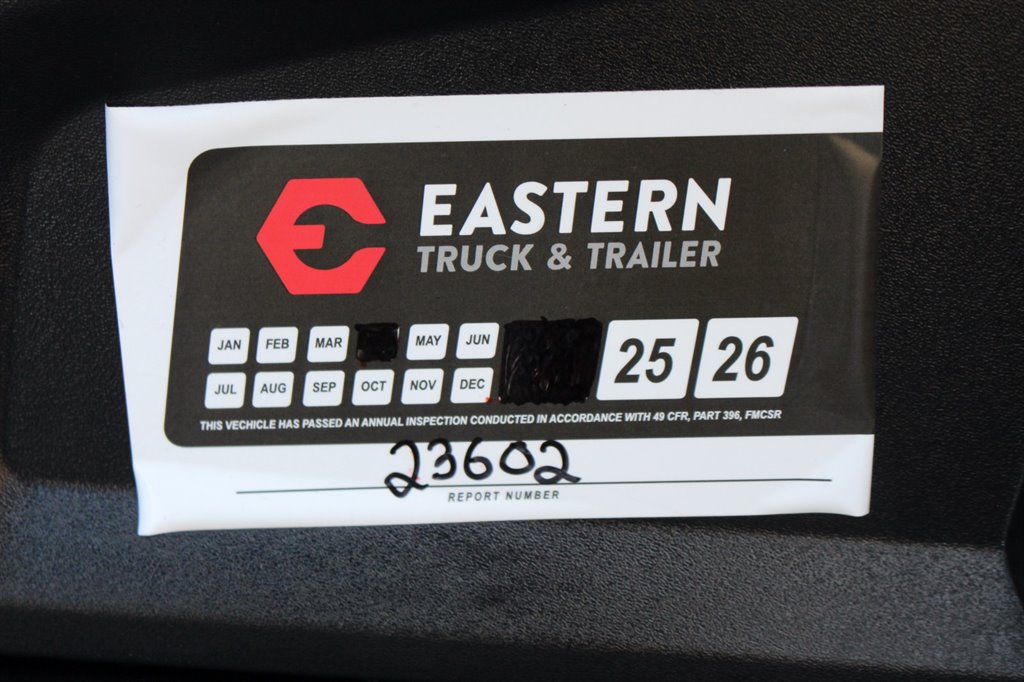 EASTERN
TRUCK & TRAILER
JAN FEB MAR MAY JUN
JUL AUG SEP OCT NOV DEC
25 26
THIS VECHICLE HAS PASSED AN ANNUAL INSPECTION CONDUCTED IN ACCORDANCE WITH 49 CFR, PART 396, FMCSR
23602
REPORT NUMBER